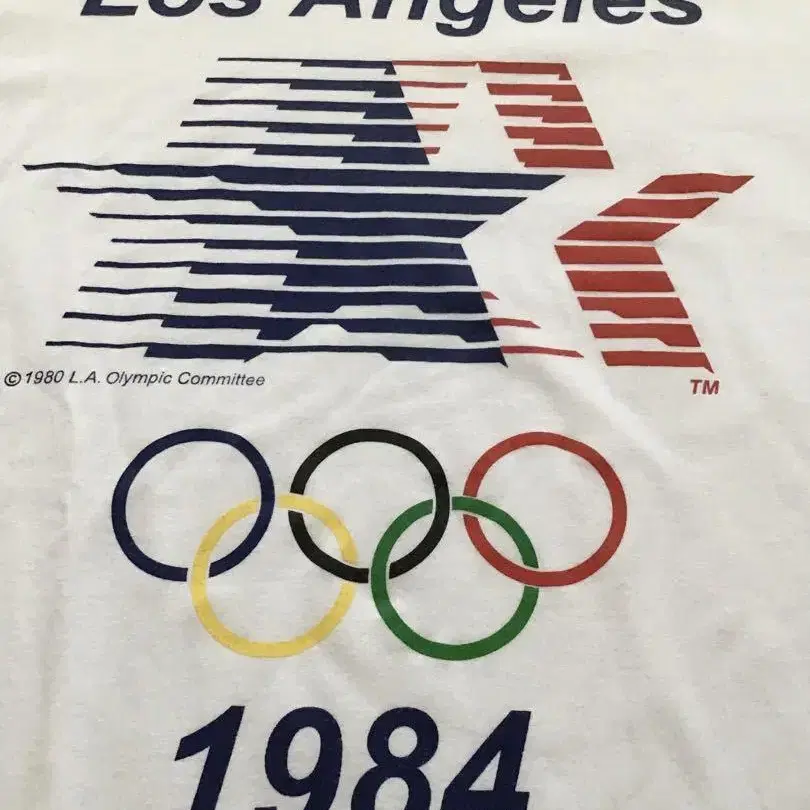 Los Angeles
© 1980 L.A. Olympic Committee
TM
1984